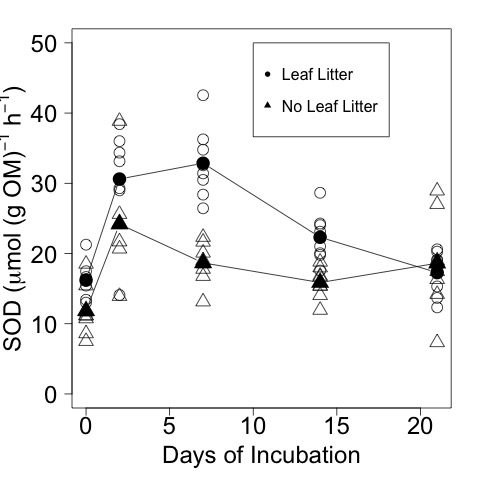 50
40
30
20
10
0
SOD (μmol (g OM)⁻¹ h⁻¹)
Leaf Litter
No Leaf Litter
0 5 10 15 20
Days of Incubation